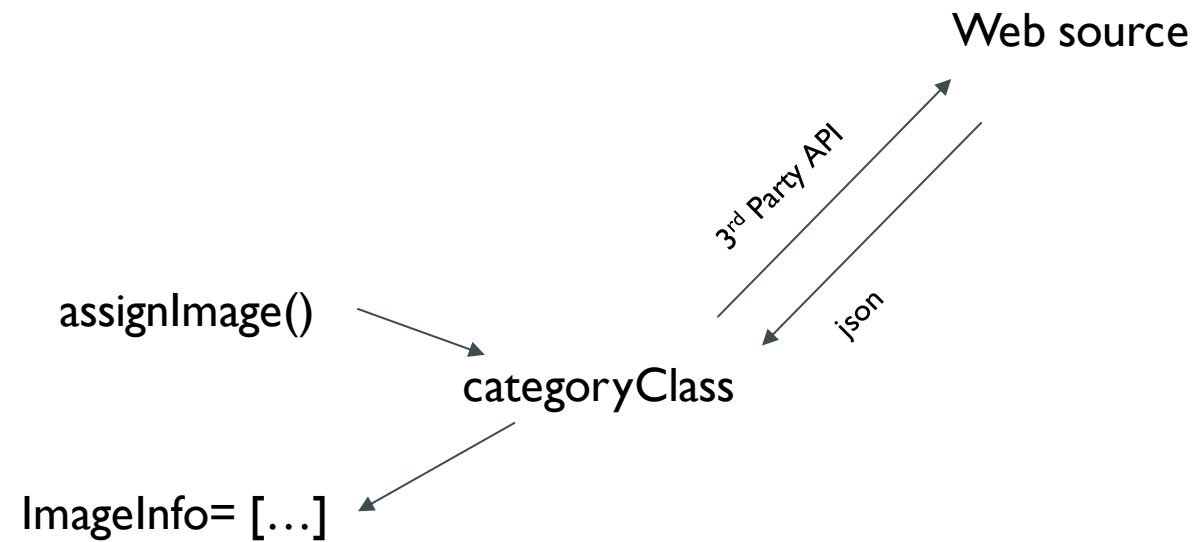 Web source
3rd Party API
json
assignImage()
categoryClass
ImageInfo= […]